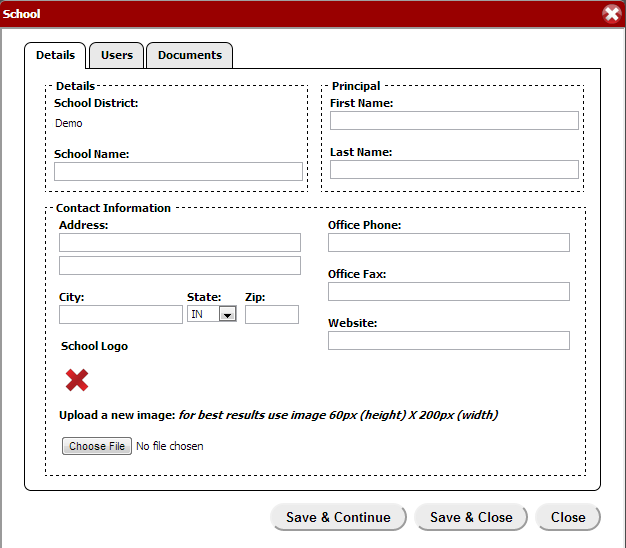 School
Details
Users
Documents
Details
School District:
Demo
School Name:
Principal
First Name:
Last Name:
Contact Information
Address:
City:
State:
Zip:
IN
Office Phone:
Office Fax:
Website:
School Logo
Upload a new image: for best results use image 60px (height) X 200px (width)
Choose File No file chosen
Save & Continue
Save & Close
Close